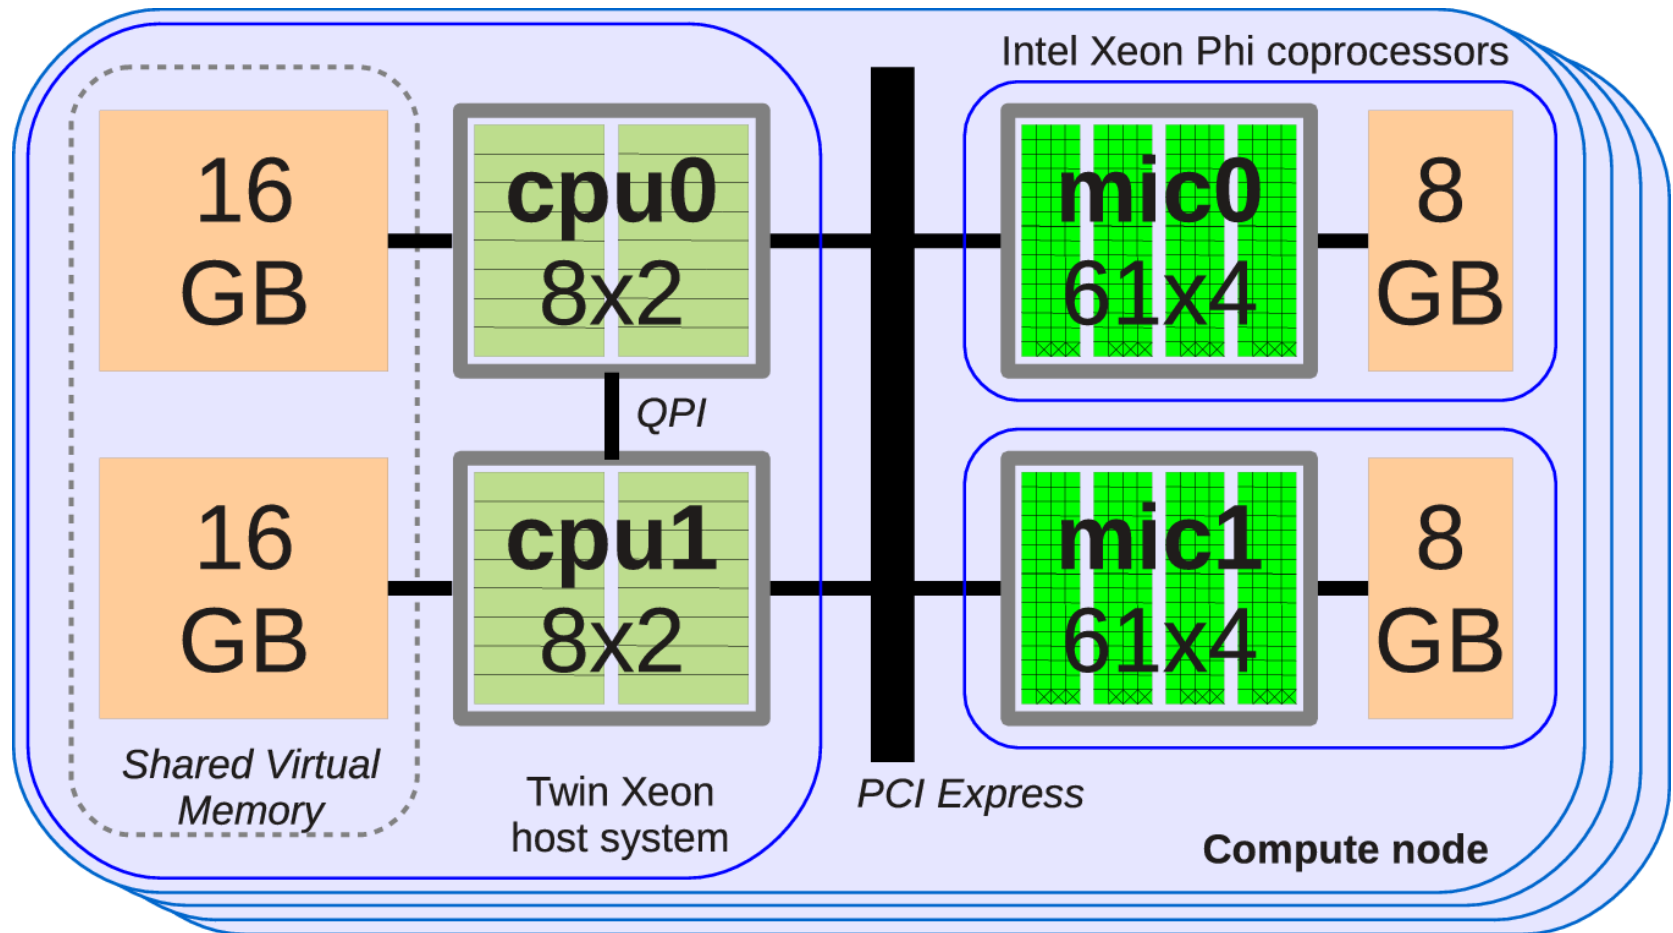 Intel Xeon Phi coprocessors
16
GB
cpu0
8x2
mic0
61x4
8
GB
QPI
16
GB
cpu1
8x2
mic1
61x4
8
GB
Shared Virtual
Memory
Twin Xeon
host system
PCI Express
Compute node